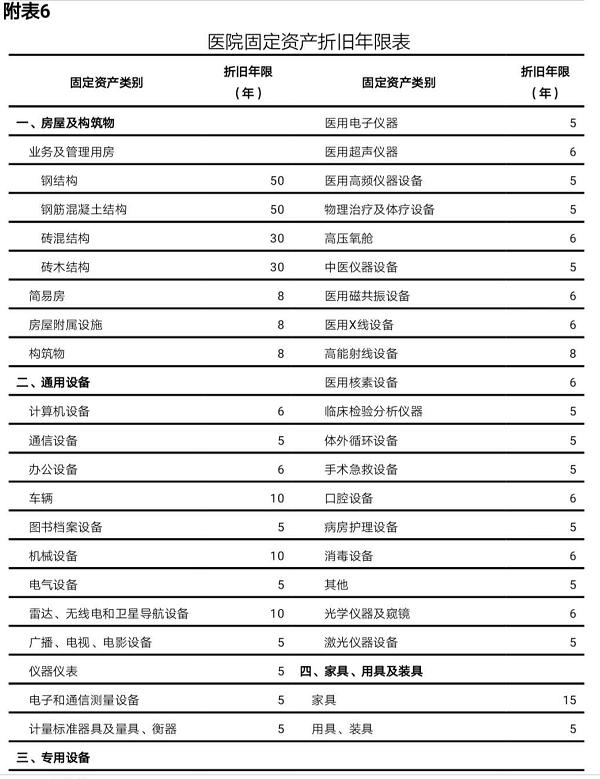 附表6
医院固定资产折旧年限表
固定资产类别 折旧年限（年） 固定资产类别 折旧年限（年）
一、房屋及构筑物 医用电子仪器 5
业务及管理用房 医用超声仪器 6
钢结构 50 医用高频仪器设备 5
钢筋混凝土结构 50 物理治疗及体疗设备 5
砖混结构 30 高压氧舱 6
砖木结构 30 中医仪器设备 5
简易房 8 医用磁共振设备 6
房屋附属设施 8 医用X线设备 6
构筑物 8 高能射线设备 8
二、通用设备 医用核素设备 6
计算机设备 6 临床检验分析仪器 5
通信设备 5 体外循环设备 5
办公设备 6 手术急救设备 5
车辆 10 口腔设备 6
图书档案设备 5 病房护理设备 5
机械设备 10 消毒设备 6
电气设备 5 其他 5
雷达、无线电和卫星导航设备 10 光学仪器及窥镜 6
广播、电视、电影设备 5 激光仪器设备 5
仪器仪表 5 四、家具、用具及装具
电子和通信测量设备 5 家具 15
计量标准器具及量具、衡器 5 用具、装具 5
三、专用设备